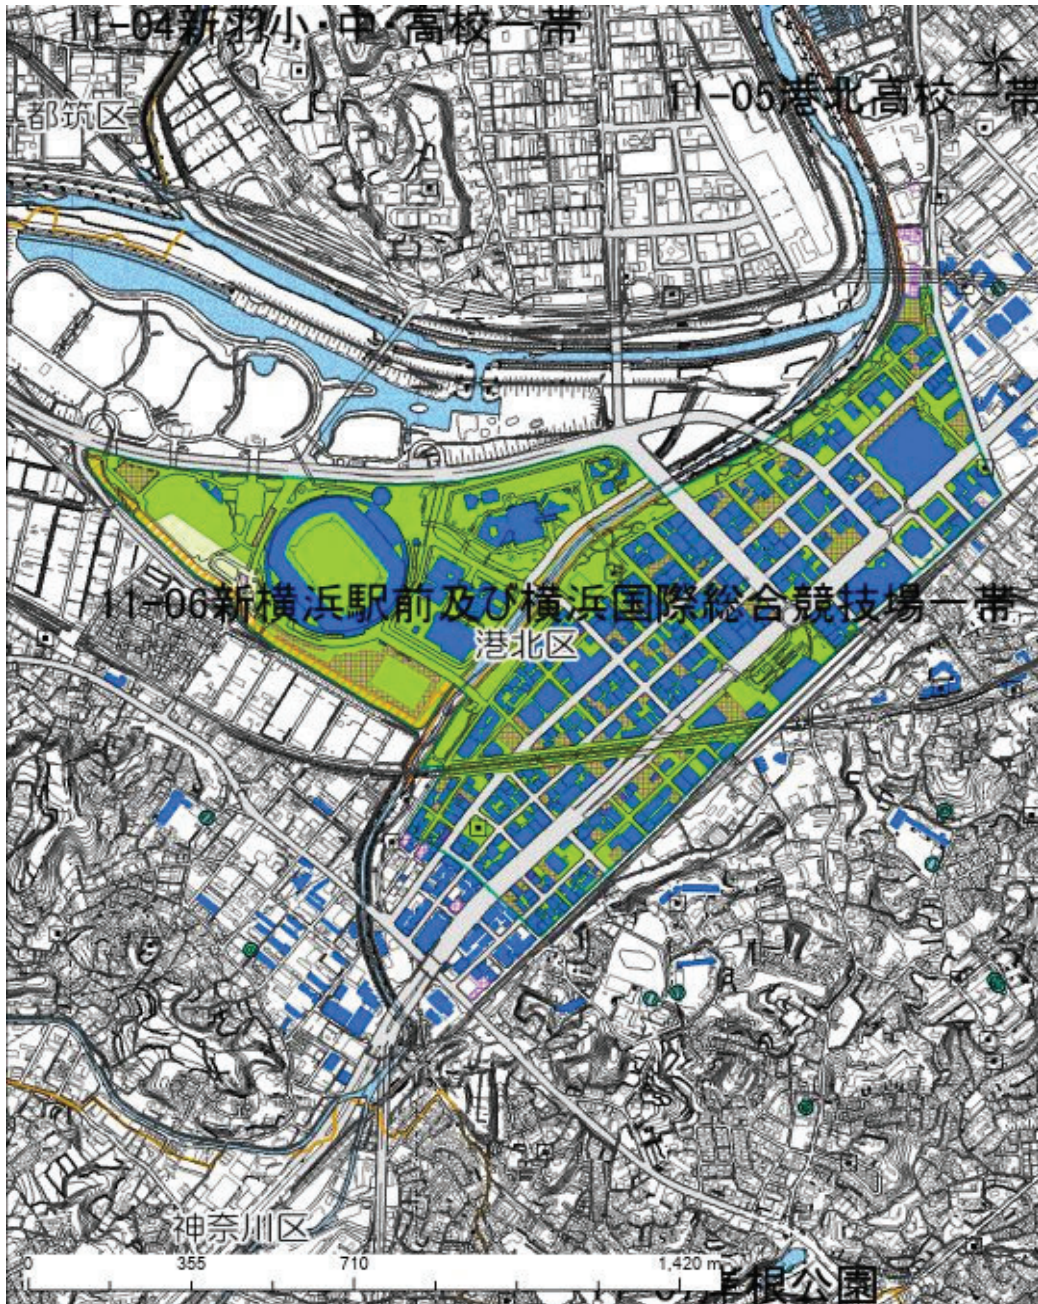 11-04新羽小・中・高校一帯
都筑区
11-05港北高校一帯
11-06新横浜駅前及び横浜国際総合競技場一帯
港北区
神奈川区
0 355 710 1,420 m
岸根公園